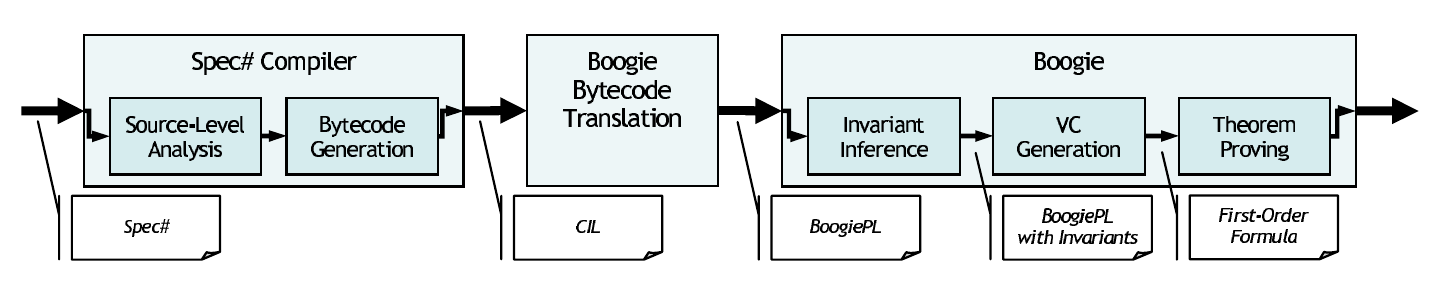 Spec# Compiler
Source-Level
Analysis
Bytecode
Generation
Boogie
Bytecode
Translation
Boogie
Invariant
Inference
VC
Generation
Theorem
Proving
Spec#
CIL
BoogiePL
BoogiePL
with Invariants
First-Order
Formula